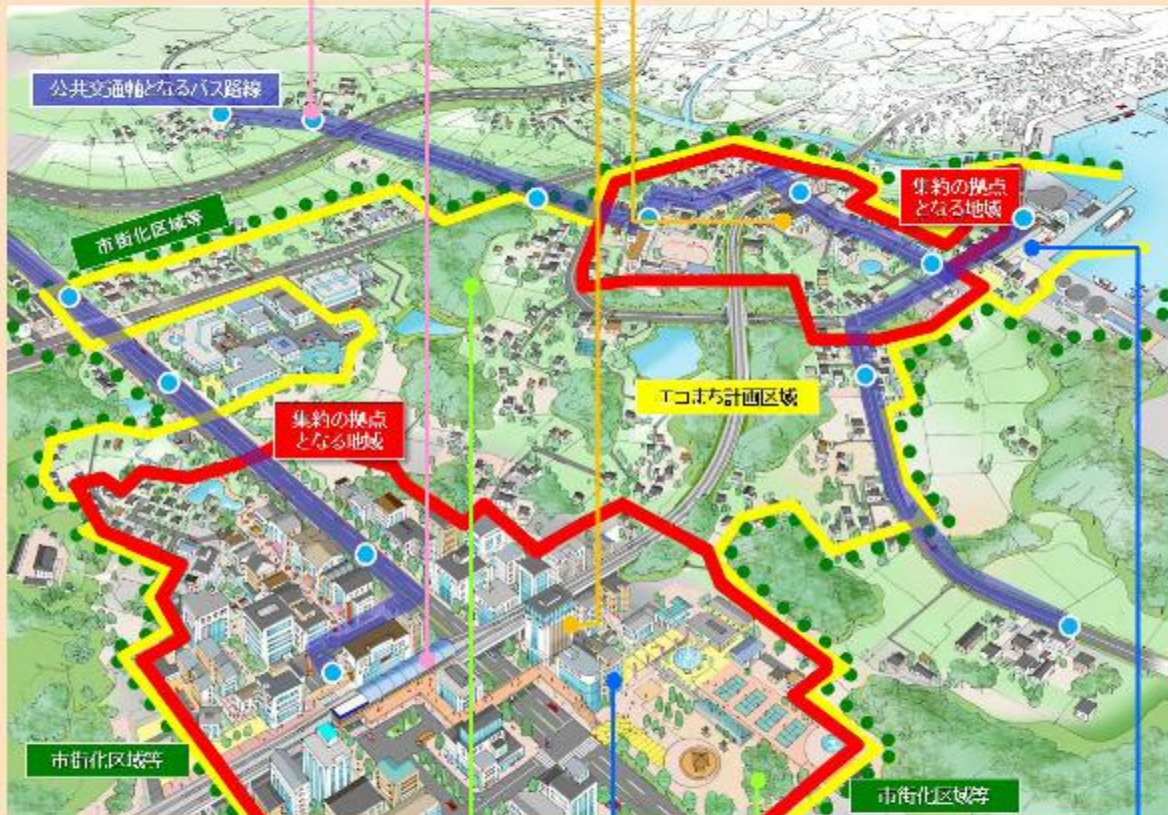 公共交通軸となるバス路線
集約の拠点
となる地域
市街化区域等
エコまち計画区域
集約の拠点
となる地域
市街化区域等
市街化区域等